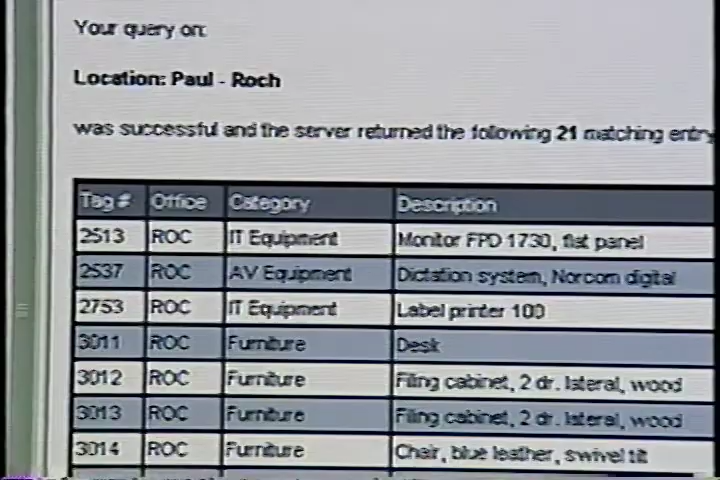 Your query on:
Location: Paul - Roch
was successful and the server returned the following 21 matching entry
Tag # Office Category Description
2513 ROC IT Equipment Monitor FPD 1730, flat panel
2537 ROC AV Equipment Dictation system, Norcom digital
2753 ROC IT Equipment Label printer 100
3011 ROC Furniture Desk
3012 ROC Furniture Filing cabinet, 2 dr. lateral, wood
3013 ROC Furniture Filing cabinet, 2 dr. lateral, wood
3014 ROC Furniture Chair, blue leather, swivel tilt